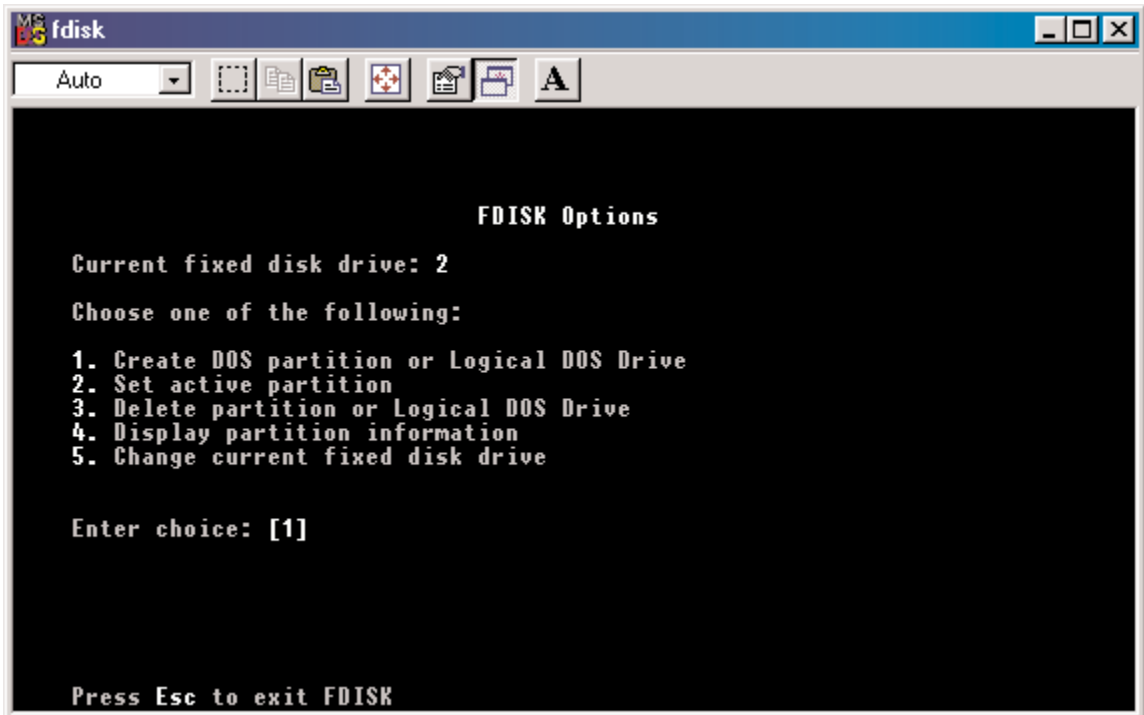 fdisk
Auto
A
FDISK Options
Current fixed disk drive: 2
Choose one of the following:
1. Create DOS partition or Logical DOS Drive
2. Set active partition
3. Delete partition or Logical DOS Drive
4. Display partition information
5. Change current fixed disk drive
Enter choice: [1]
Press Esc to exit FDISK